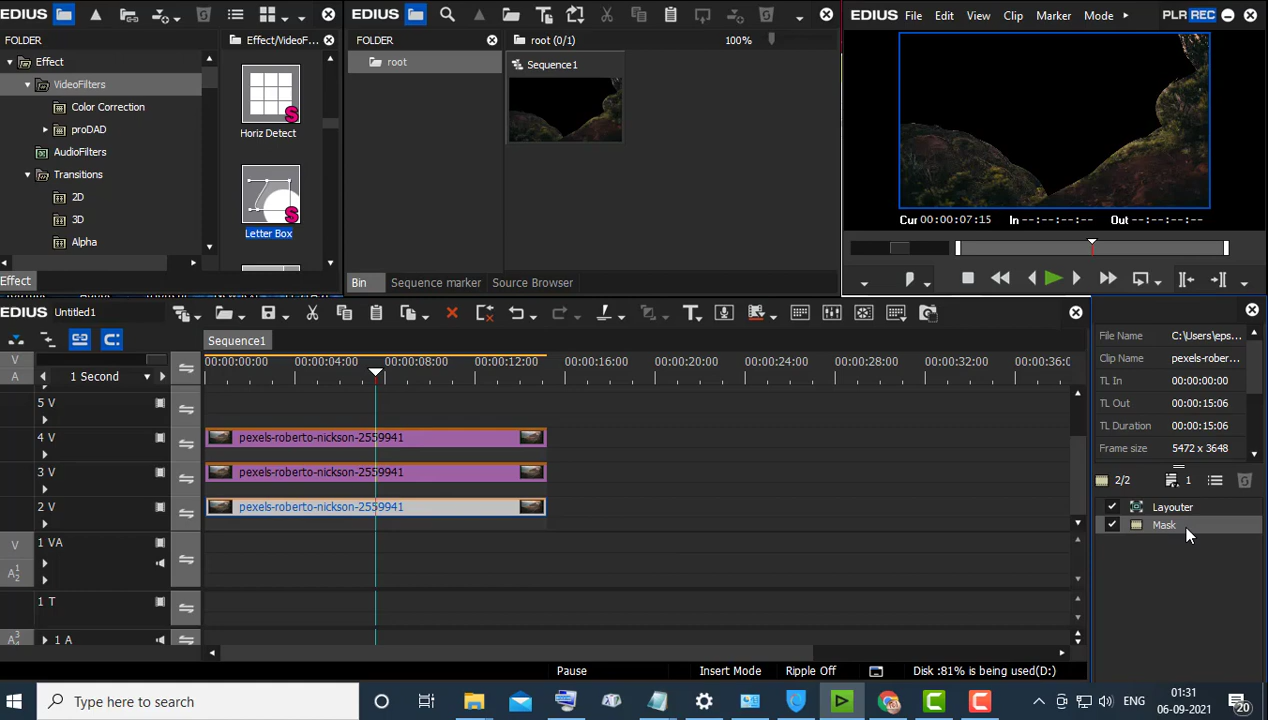 EDIUS
FOLDER
Effect/VideoF...
Effect
VideoFilters
Color Correction
proDAD
AudioFilters
Transitions
2D
3D
Alpha
Horiz Detect
S
Letter Box
S
Effect
EDIUS
FOLDER
root (0/1)
100%
root
Sequence1
Bin
Sequence marker
Source Browser
EDIUS
File
Edit
View
Clip
Marker
Mode
PLR REC
Cur 00:00:07:15
In --:--:--:--
Out --:--:--:--
EDIUS
Untitled1
Sequence1
V
A
1 Second
00:00:00:00
00:00:04:00
00:00:08:00
00:00:12:00
00:00:16:00
00:00:20:00
00:00:24:00
00:00:28:00
00:00:32:00
00:00:36:0
5 V
4 V
pexels-roberto-nickson-2559941
3 V
pexels-roberto-nickson-2559941
2 V
pexels-roberto-nickson-2559941
V
1 VA
A1
A2
1 T
A3
A4
1 A
File Name
C:\Users\eps...
Clip Name
pexels-rober...
TL In
00:00:00:00
TL Out
00:00:15:06
TL Duration
00:00:15:06
Frame size
5472 x 3648
2/2
1
Layouter
Mask
Pause
Insert Mode
Ripple Off
Disk :81% is being used(D:)
Type here to search
ENG
01:31
06-09-2021
20